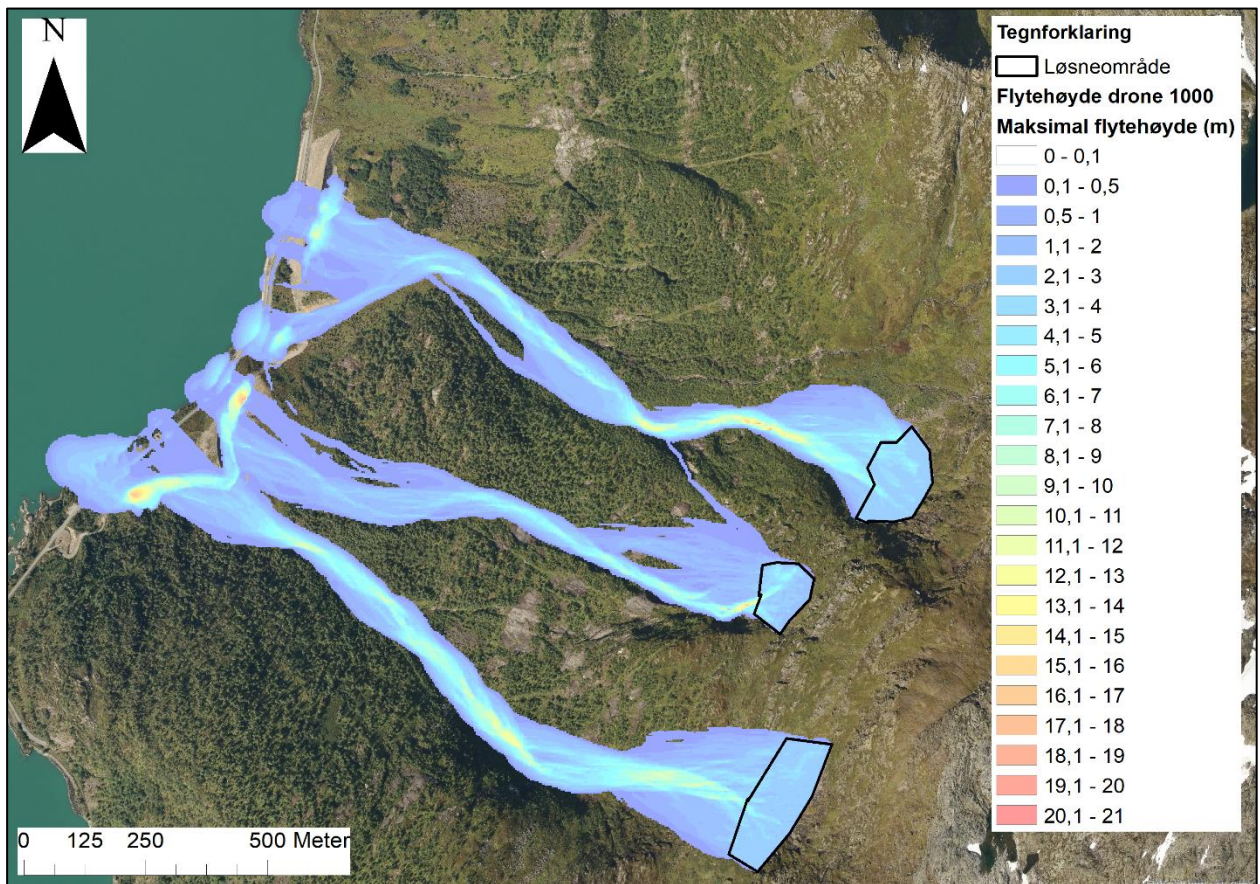 N
Tegnforklaring
Løsneområde
Flytehøyde drone 1000
Maksimal flytehøyde (m)
0 - 0,1
0,1 - 0,5
0,5 - 1
1,1 - 2
2,1 - 3
3,1 - 4
4,1 - 5
5,1 - 6
6,1 - 7
7,1 - 8
8,1 - 9
9,1 - 10
10,1 - 11
11,1 - 12
12,1 - 13
13,1 - 14
14,1 - 15
15,1 - 16
16,1 - 17
17,1 - 18
18,1 - 19
19,1 - 20
20,1 - 21
0 125 250 500 Meter